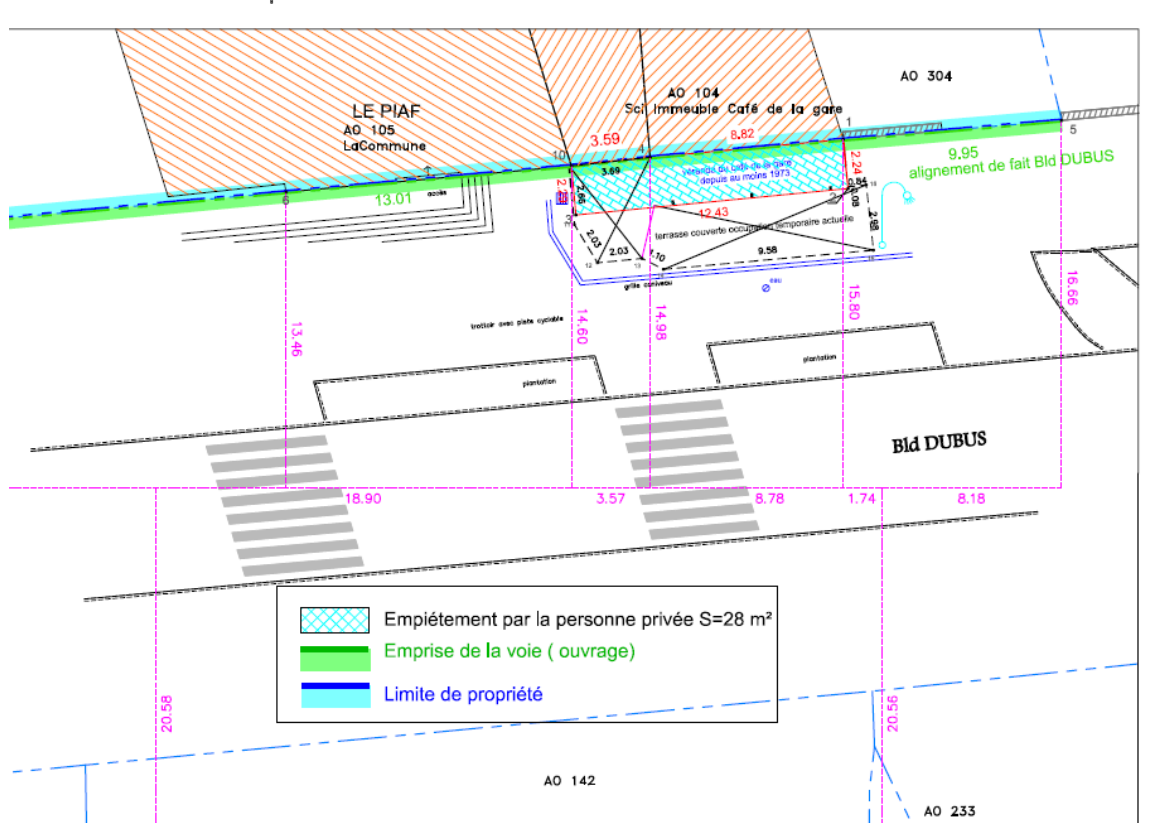 AO 304
LE PIAF
AO 105
LaCommune
AO 104
Sci Immeuble Café de la gare
3.59
8.82
1
5
10
4
3.69
véranda du café de la gare
depuis au moins 1973
2.24
9.95
alignement de fait Bld DUBUS
6
13.01
accès
2.66
3
12.43
terrasse couverte occupation temporaire actuelle
2.98
2.03
2.03
1.10
9.58
12
13
grille caniveau
eau
trottoir avec piste cyclable
13.46
14.60
14.98
15.80
16.66
plantation
plantation
Bld DUBUS
18.90
3.57
8.78
1.74
8.18
Empiétement par la personne privée S=28 m²
Emprise de la voie ( ouvrage)
Limite de propriété
20.58
20.56
AO 142
AO 233